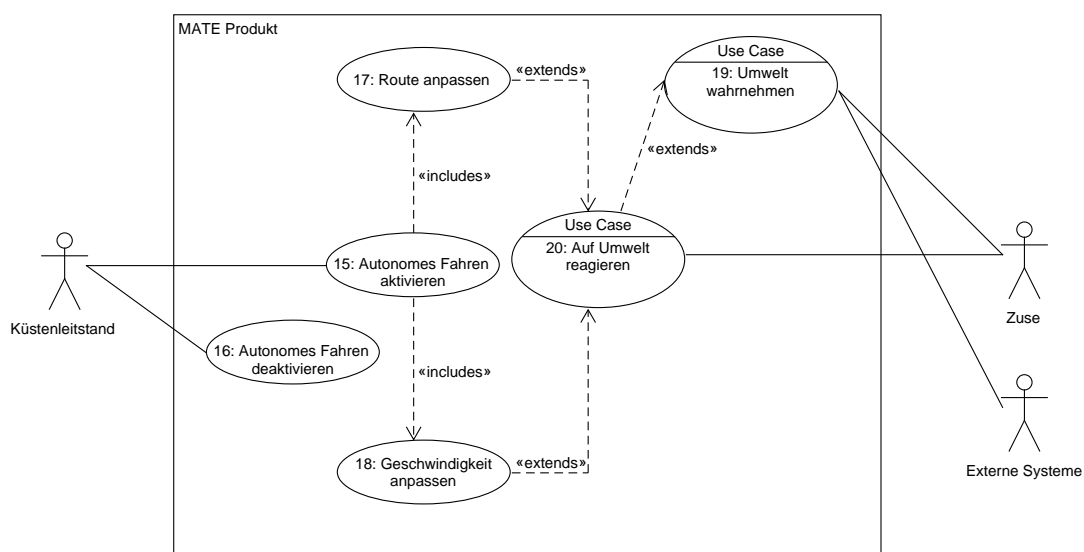 MATE Produkt
Use Case
19: Umwelt
wahrnehmen
17: Route anpassen
«extends»
«extends»
«includes»
Use Case
20: Auf Umwelt
reagieren
15: Autonomes Fahren
aktivieren
Küstenleitstand
Zuse
16: Autonomes Fahren
deaktivieren
«includes»
18: Geschwindigkeit
anpassen
«extends»
Externe Systeme